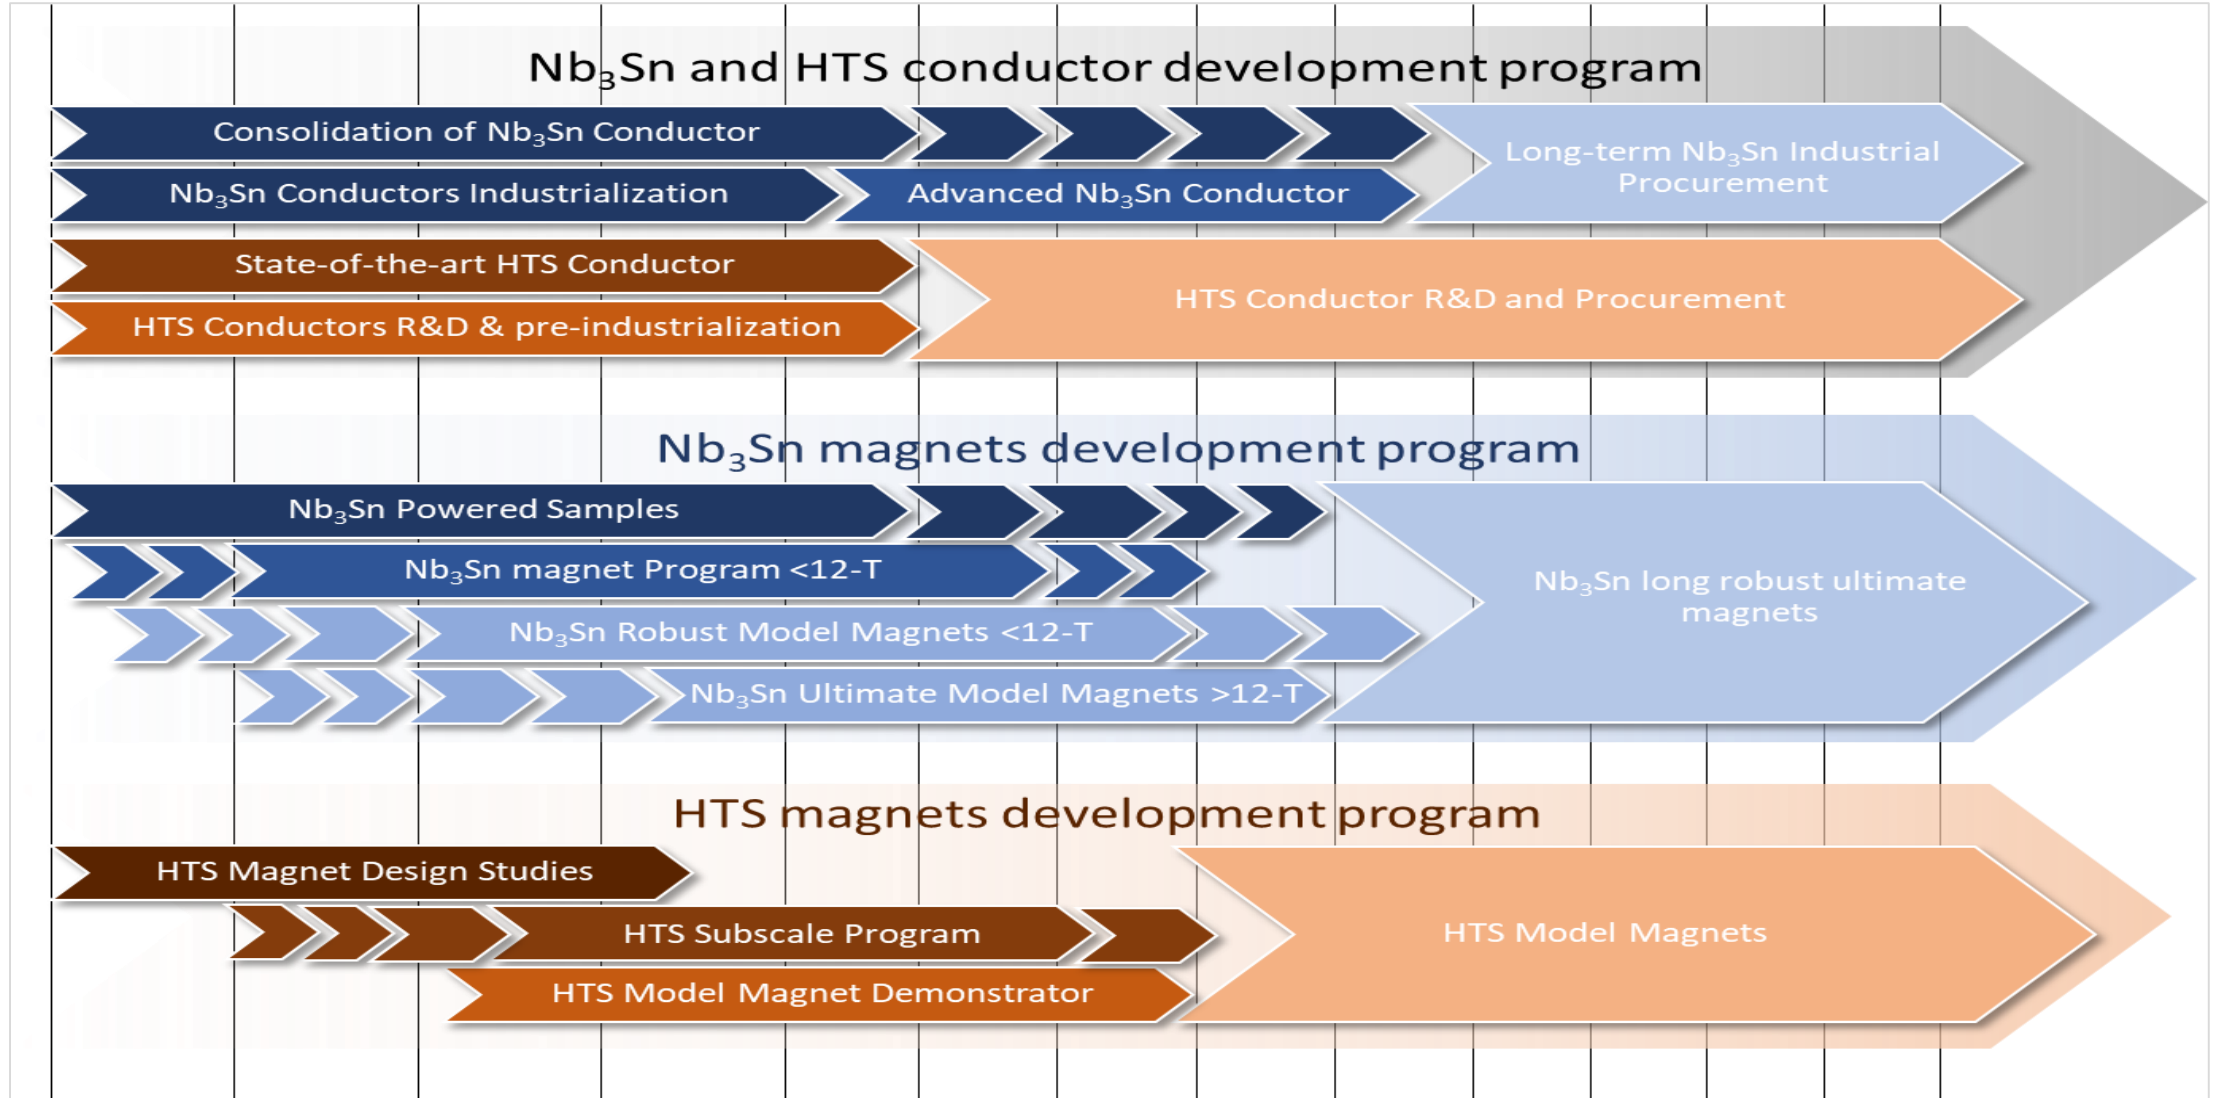 Nb₃Sn and HTS conductor development program
Consolidation of Nb₃Sn Conductor
Long-term Nb₃Sn Industrial
Procurement
Nb₃Sn Conductors Industrialization
Advanced Nb₃Sn Conductor
State-of-the-art HTS Conductor
HTS Conductor R&D and Procurement
HTS Conductors R&D & pre-industrialization
Nb₃Sn magnets development program
Nb₃Sn Powered Samples
Nb₃Sn magnet Program <12-T
Nb₃Sn long robust ultimate
magnets
Nb₃Sn Robust Model Magnets <12-T
Nb₃Sn Ultimate Model Magnets >12-T
HTS magnets development program
HTS Magnet Design Studies
HTS Subscale Program
HTS Model Magnets
HTS Model Magnet Demonstrator